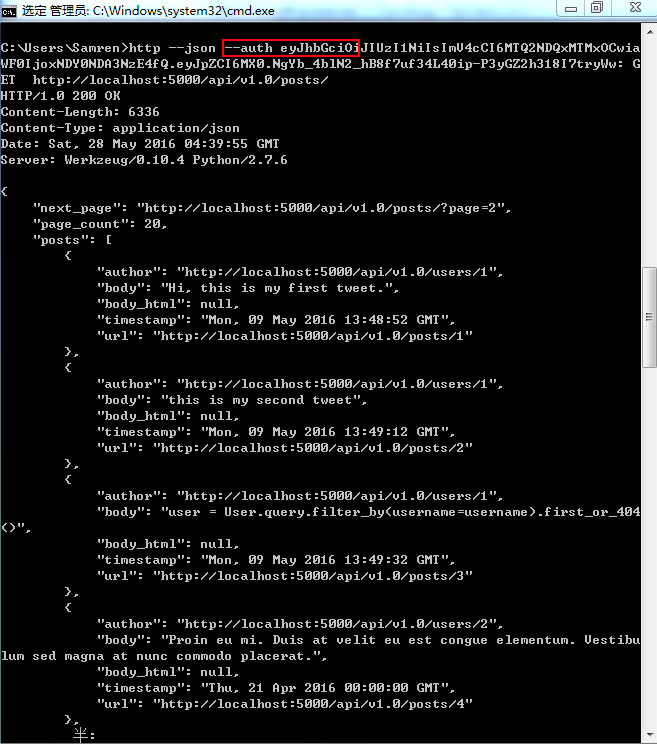 选定 管理员: C:\Windows\system32\cmd.exe
C:\Users\Samren>http --json --auth eyJhbGciOiJIUzI1NiIsImV4cCI6MTQ2NDQxMTMxOCwia
WF0IjoxNDY0NDA3NzE4fQ.eyJpZCI6MX0.NgYb_4blN2_hB8f7uf34L40ip-P3yGZ2h318I7tryWw: G
ET  http://localhost:5000/api/v1.0/posts/
HTTP/1.0 200 OK
Content-Length: 6336
Content-Type: application/json
Date: Sat, 28 May 2016 04:39:55 GMT
Server: Werkzeug/0.10.4 Python/2.7.6
{
    "next_page": "http://localhost:5000/api/v1.0/posts/?page=2",
    "page_count": 20,
    "posts": [
        {
            "author": "http://localhost:5000/api/v1.0/users/1",
            "body": "Hi, this is my first tweet.",
            "body_html": null,
            "timestamp": "Mon, 09 May 2016 13:48:52 GMT",
            "url": "http://localhost:5000/api/v1.0/posts/1"
        },
        {
            "author": "http://localhost:5000/api/v1.0/users/1",
            "body": "this is my second tweet",
            "body_html": null,
            "timestamp": "Mon, 09 May 2016 13:49:12 GMT",
            "url": "http://localhost:5000/api/v1.0/posts/2"
        },
        {
            "author": "http://localhost:5000/api/v1.0/users/1",
            "body": "user = User.query.filter_by(username=username).first_or_404
()",
            "body_html": null,
            "timestamp": "Mon, 09 May 2016 13:49:32 GMT",
            "url": "http://localhost:5000/api/v1.0/posts/3"
        },
        {
            "author": "http://localhost:5000/api/v1.0/users/2",
            "body": "Proin eu mi. Duis at velit eu est congue elementum. Vestibu
lum sed magna at nunc commodo placerat.",
            "body_html": null,
            "timestamp": "Thu, 21 Apr 2016 00:00:00 GMT",
            "url": "http://localhost:5000/api/v1.0/posts/4"
        },
半: